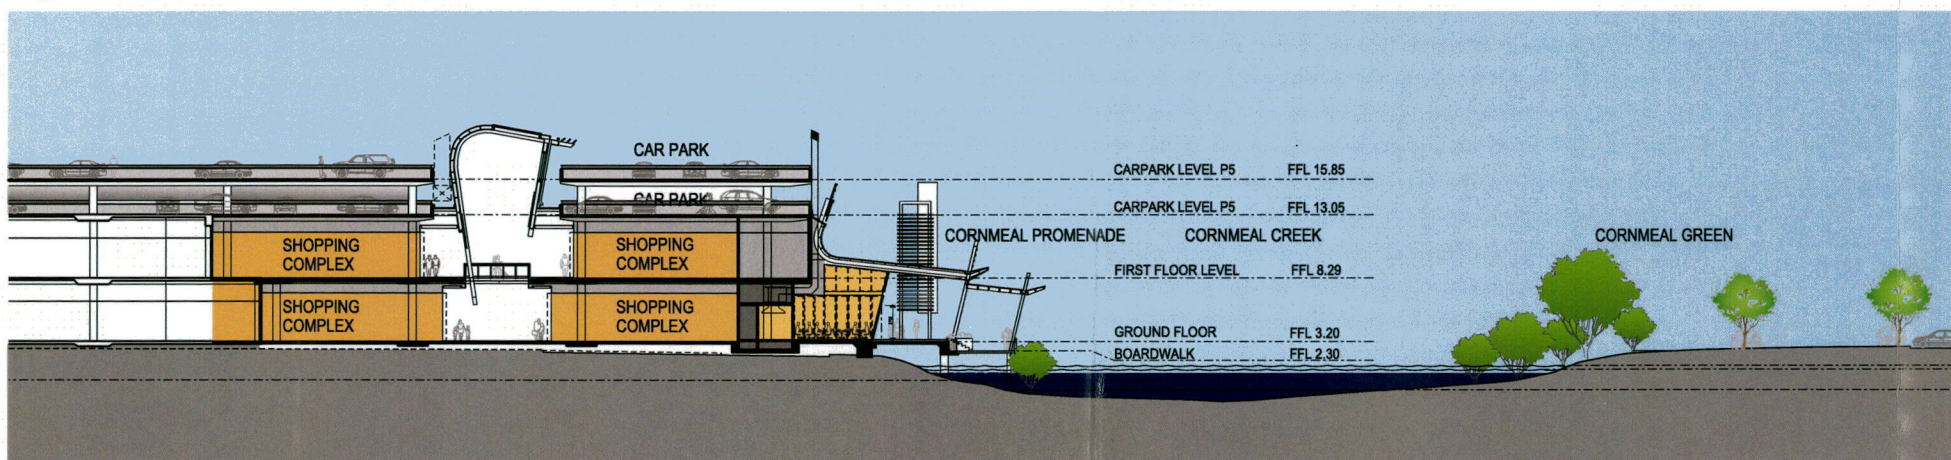 CAR PARK
CARPARK LEVEL P5 FFL 15.85
CAR PARK
CARPARK LEVEL P5 FFL 13.05
CORNMEAL PROMENADE CORNMEAL CREEK CORNMEAL GREEN
SHOPPING
COMPLEX
SHOPPING
COMPLEX
FIRST FLOOR LEVEL FFL 8.29
SHOPPING
COMPLEX
SHOPPING
COMPLEX
GROUND FLOOR FFL 3.20
BOARDWALK FFL 2.30